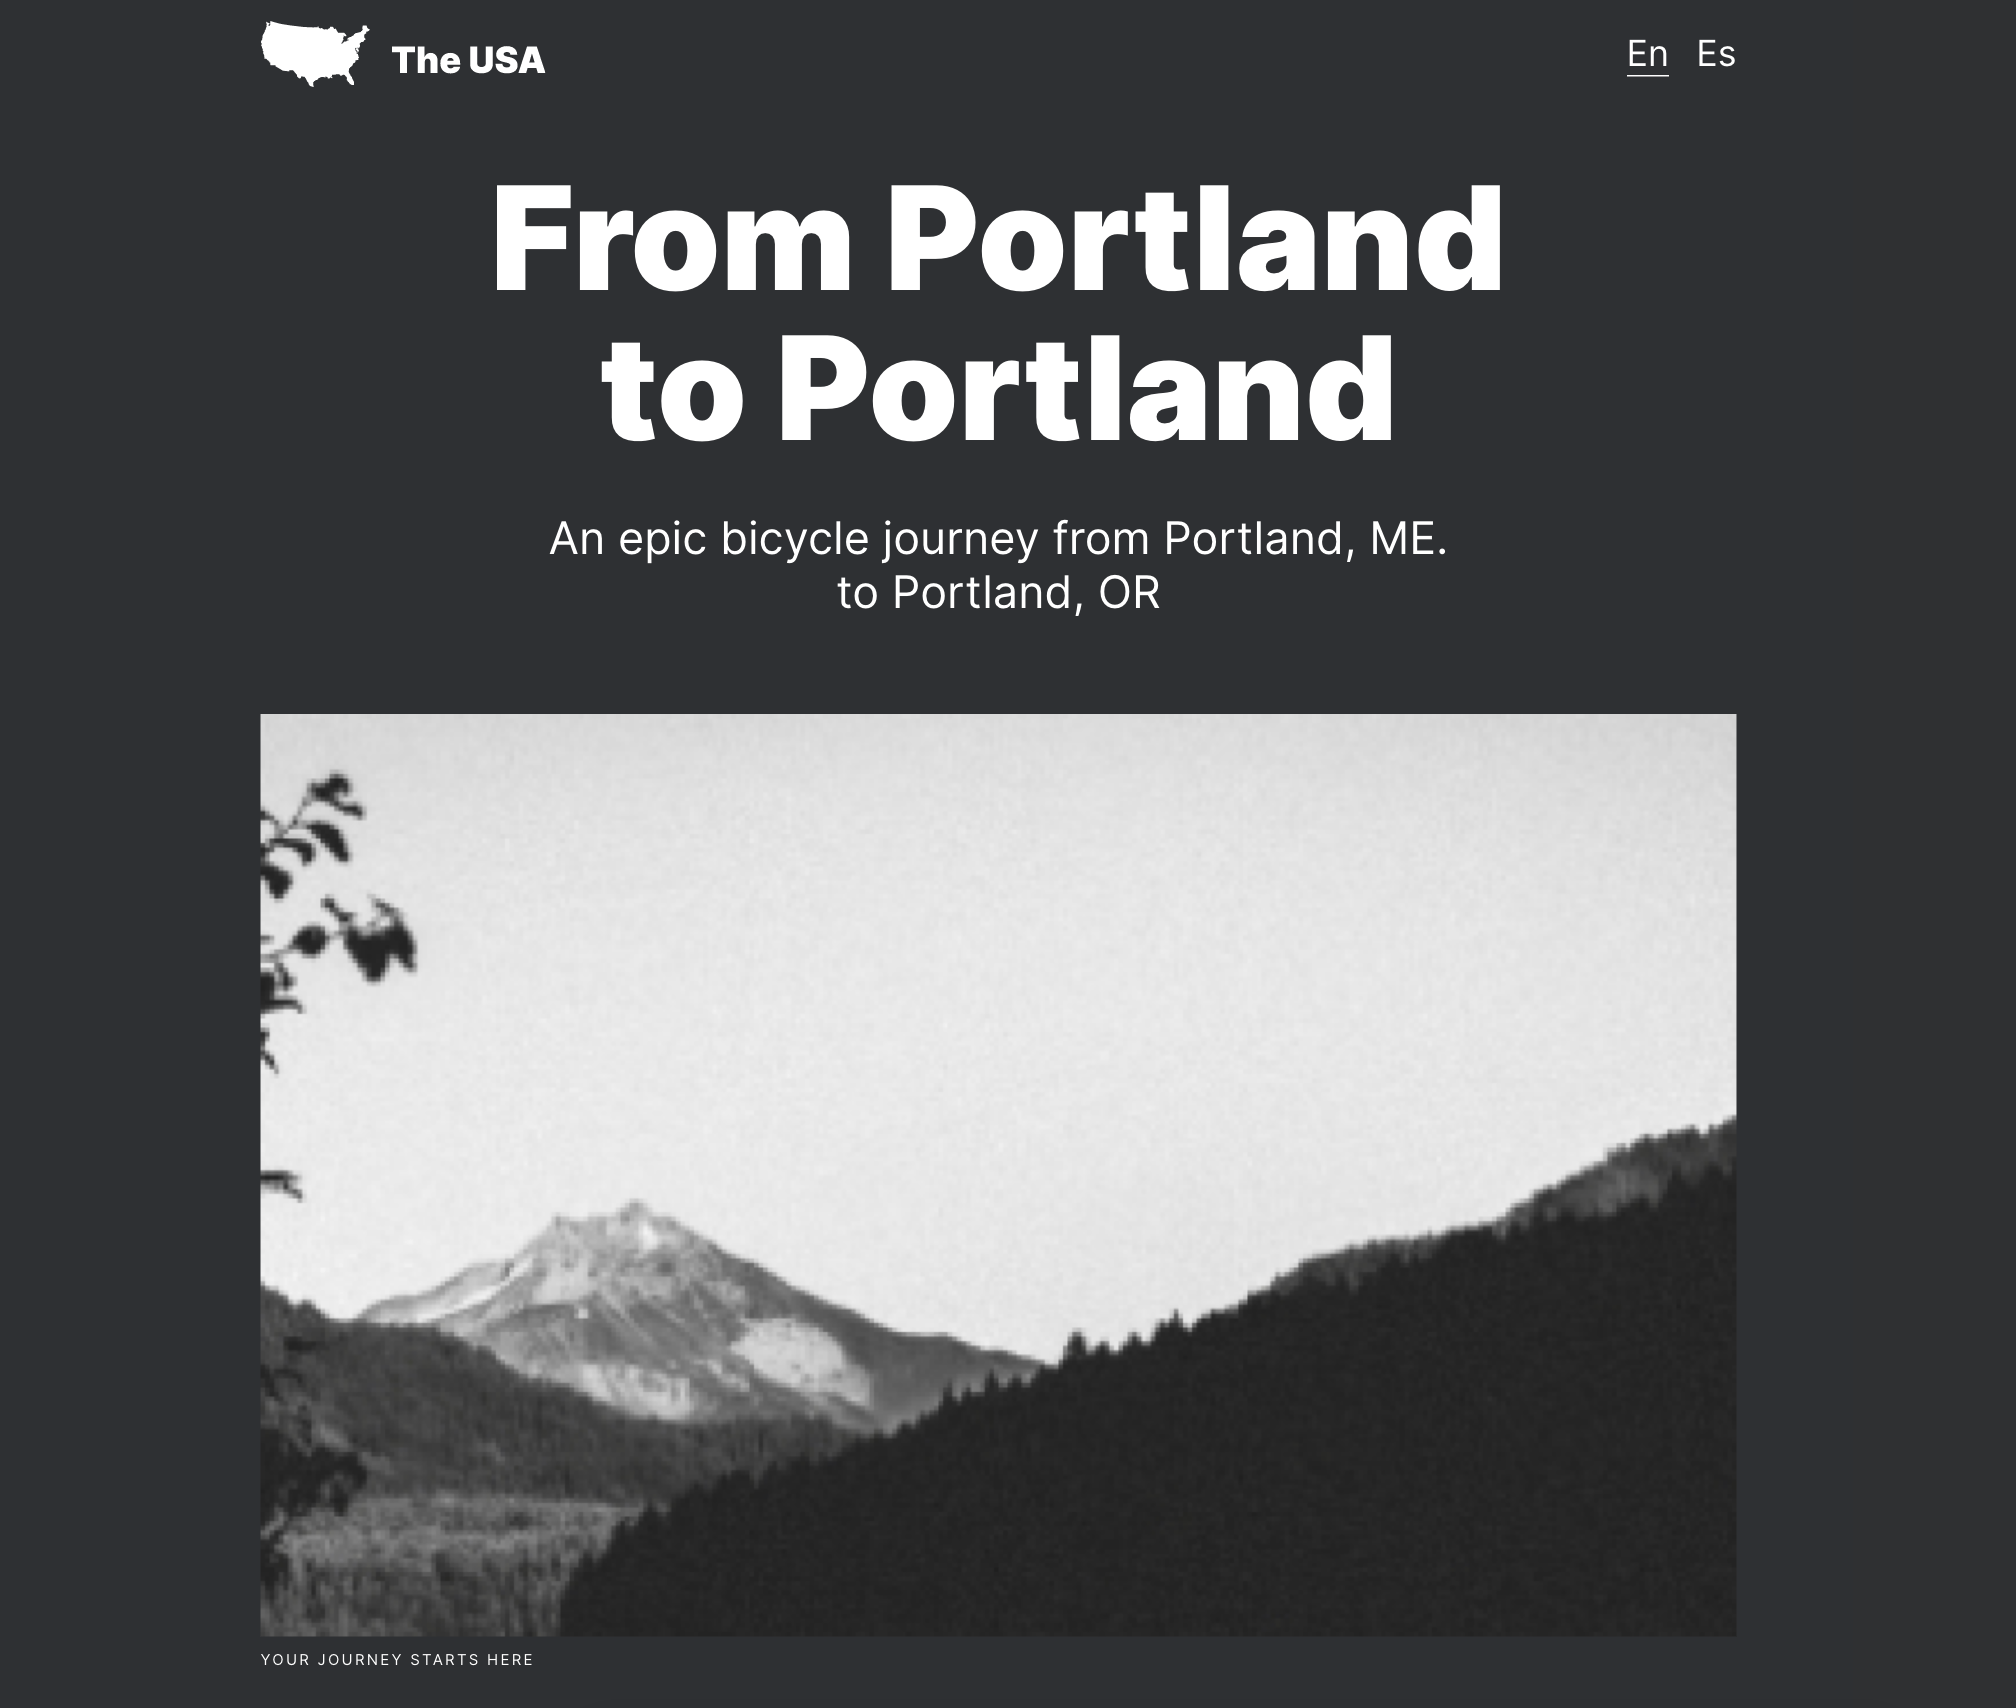 The USA
En Es
From Portland
to Portland
An epic bicycle journey from Portland, ME.
to Portland, OR
YOUR JOURNEY STARTS HERE